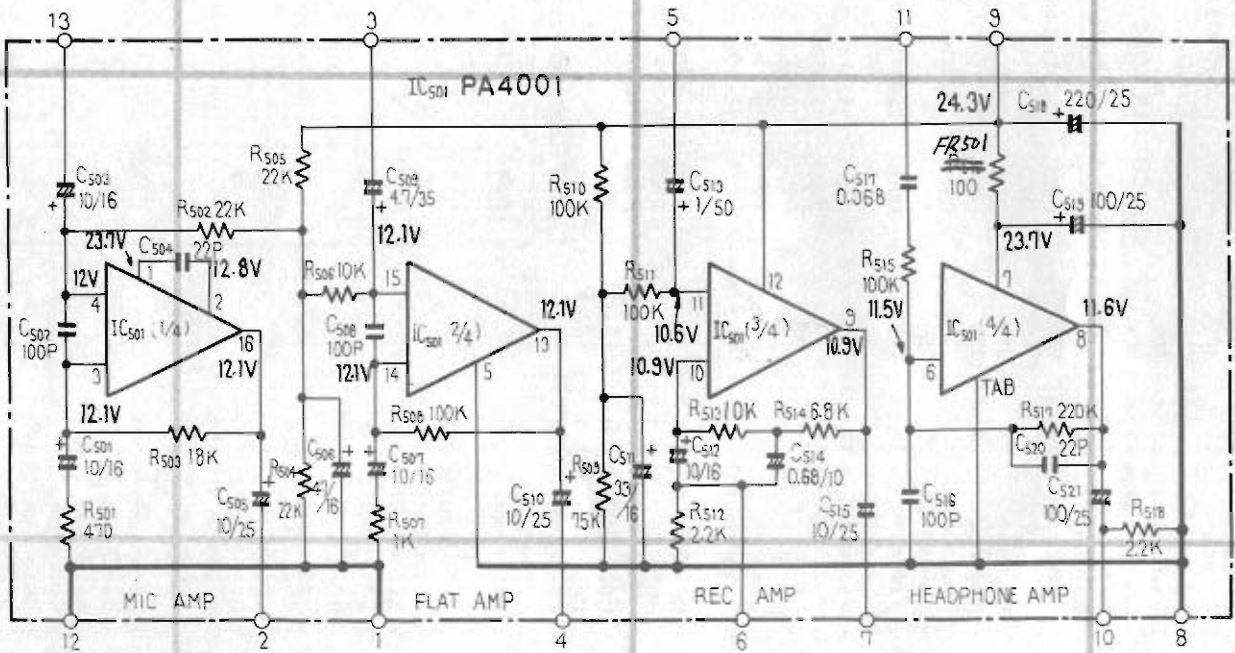 13
3
5
11
9
IC501 PA4001
24.3V
C518 220/25
+
FR501
100
R505
22K
C503
10/16
+
C509
4.7/35
+
R510
100K
C513
1/50
+
C517
0.068
R502 22K
C519 100/25
+
23.7V
23.7V
C504
22P
12.8V
12.1V
12V
1
2
4
3
16
IC501 (1/4)
C502
100P
12.1V
12.1V
R506 10K
15
14
13
5
C508
100P
IC501 2/4)
12.1V
12.1V
R511
100K
11
10
12
9
10.6V
10.9V
10.9V
IC501 (3/4)
R515
100K
11.5V
6
7
8
IC501 (4/4)
11.6V
TAB
C501
10/16
+
R503 18K
R501
470
C505
10/25
+
R504
22K
C506
47/16
+
R508 100K
C507
10/16
+
R507
1K
C510
10/25
+
R509
75K
C511
33/16
+
R513 10K
R514 6.8K
C512
10/16
+
C514
0.68/10
R512
2.2K
C515
10/25
C516
100P
R517 220K
C520
22P
C521
100/25
R518
2.2K
MIC AMP
FLAT AMP
REC AMP
HEADPHONE AMP
12
2
3
4
6
7
10
8